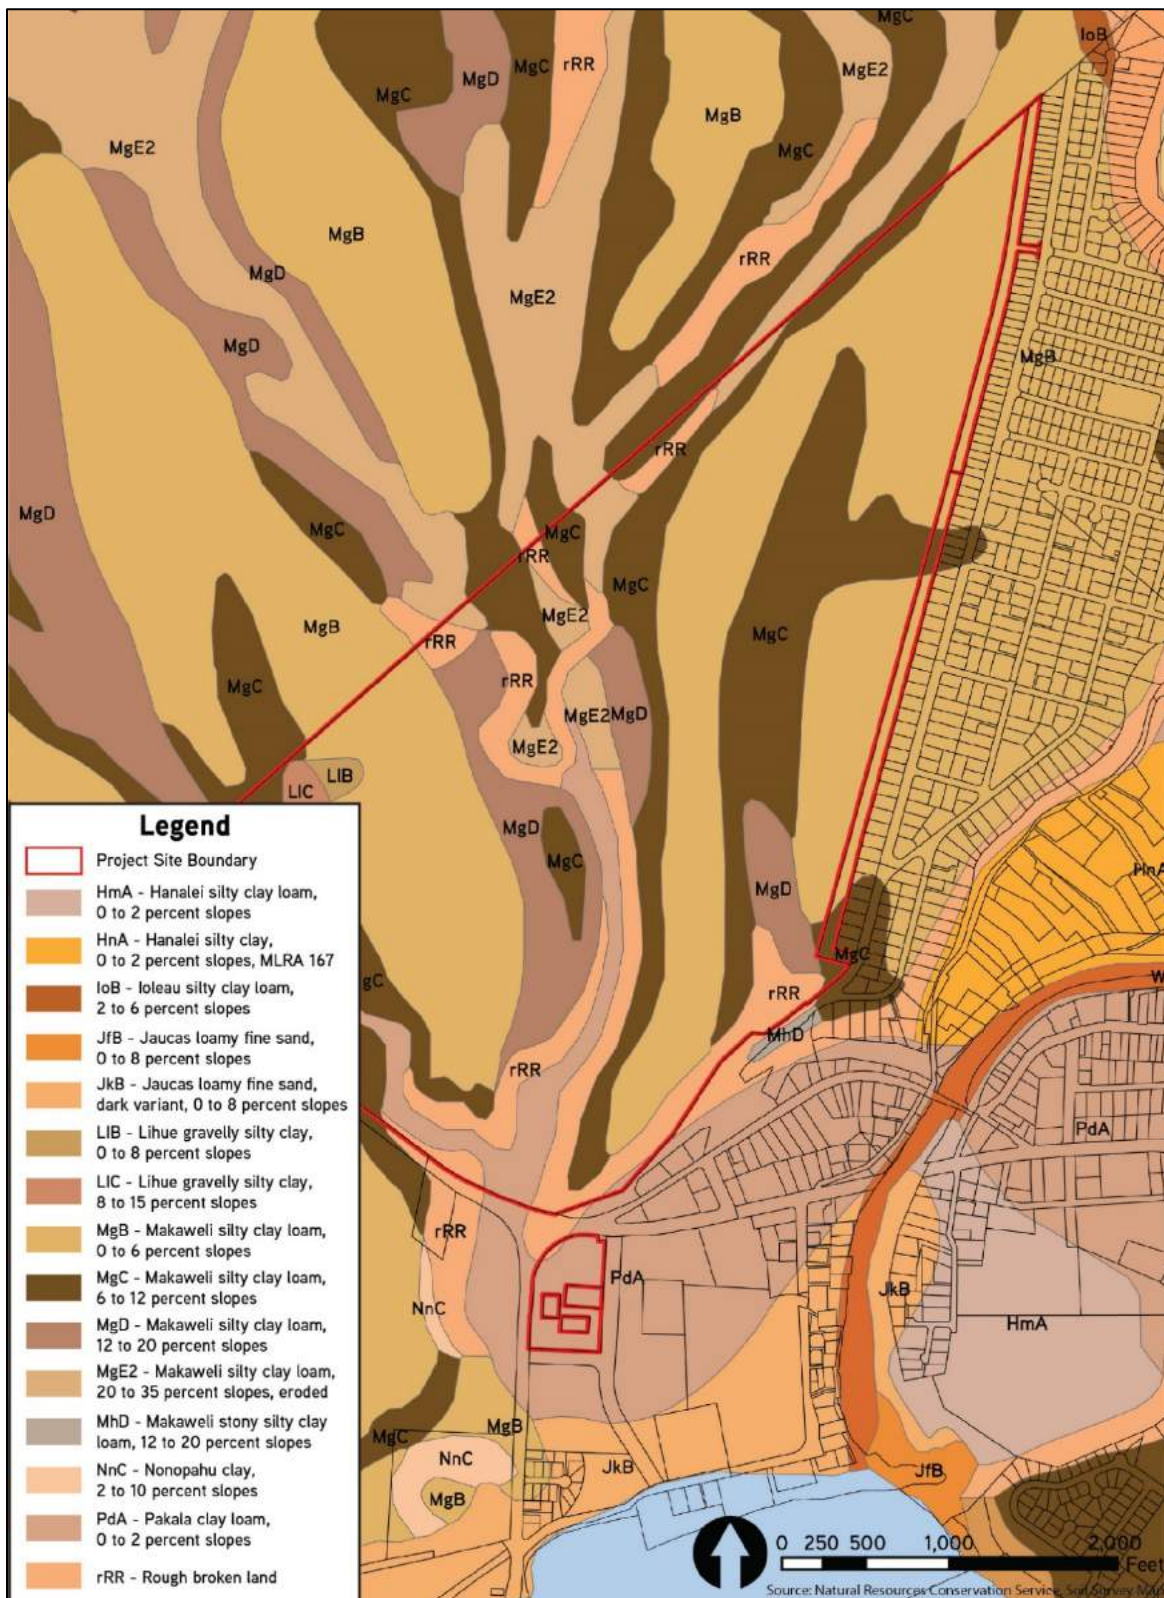 MgC
IoB
MgD
MgC
rRR
MgE2
MgC
MgB
MgE2
MgC
MgB
rRR
MgD
MgE2
MgD
MgB
rRR
MgD
MgC
MgC
rRR
MgC
MgE2
MgB
rRR
MgC
MgC
rRR
MgE2
MgD
MgE2
LIB
LIC
MgD
MgC
MgD
HnA
MgC
gC
rRR
W
MhD
rRR
PdA
rRR
PdA
JkB
NnC
HmA
MgB
MgC
NnC
JkB
JfB
MgB
Legend
Project Site Boundary
HmA - Hanalei silty clay loam,
0 to 2 percent slopes
HnA - Hanalei silty clay,
0 to 2 percent slopes, MLRA 167
IoB - Ioleau silty clay loam,
2 to 6 percent slopes
JfB - Jaucas loamy fine sand,
0 to 8 percent slopes
JkB - Jaucas loamy fine sand,
dark variant, 0 to 8 percent slopes
LIB - Lihue gravelly silty clay,
0 to 8 percent slopes
LIC - Lihue gravelly silty clay,
8 to 15 percent slopes
MgB - Makaweli silty clay loam,
0 to 6 percent slopes
MgC - Makaweli silty clay loam,
6 to 12 percent slopes
MgD - Makaweli silty clay loam,
12 to 20 percent slopes
MgE2 - Makaweli silty clay loam,
20 to 35 percent slopes, eroded
MhD - Makaweli stony silty clay
loam, 12 to 20 percent slopes
NnC - Nonopahu clay,
2 to 10 percent slopes
PdA - Pakala clay loam,
0 to 2 percent slopes
rRR - Rough broken land
0 250 500 1,000 2,000
Feet
Source: Natural Resources Conservation Service, Soil Survey Map